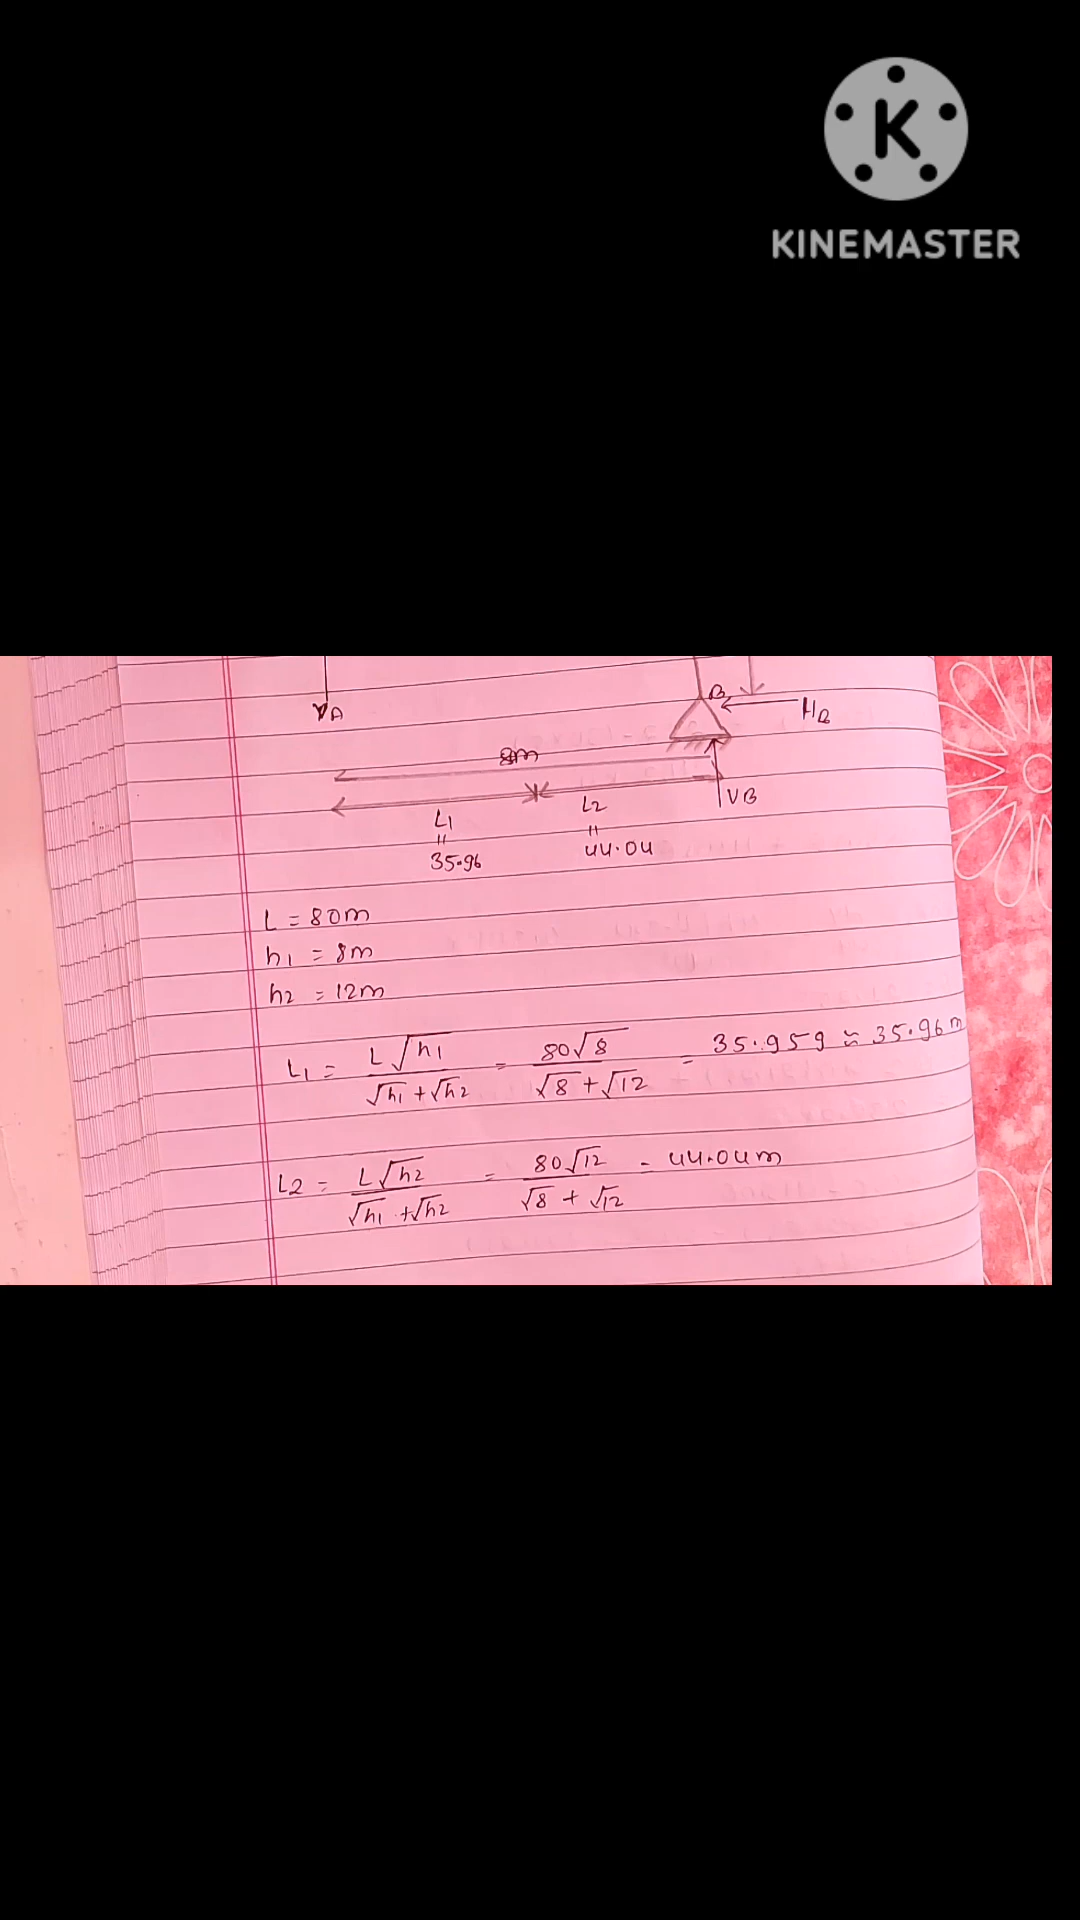 K
KINEMASTER
VA
B
HB
8m
VB
L1
=
35.96
L2
=
44.04
L = 80m
h1 = 8m
h2 = 12m
L1 = L√h1 / √h1 + √h2 = 80√8 / √8 + √12 = 35.959 ≈ 35.96m
L2 = L√h2 / √h1 + √h2 = 80√12 / √8 + √12 = 44.04m